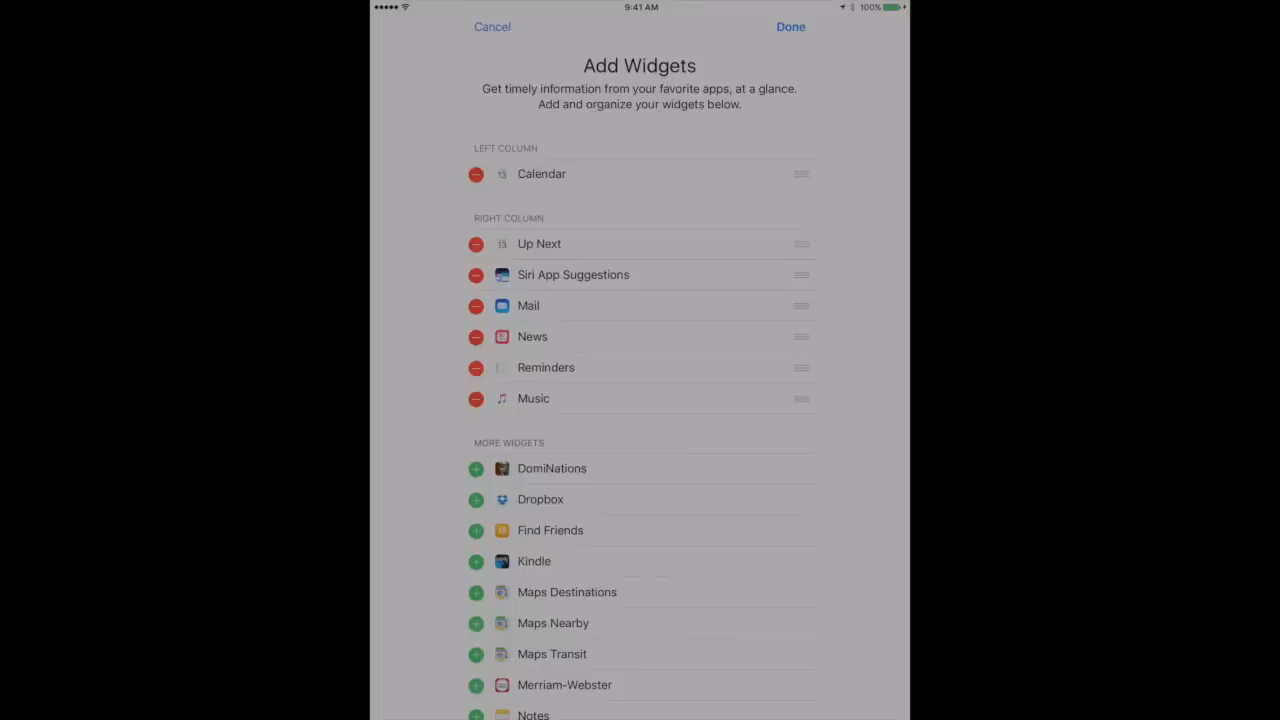 9:41 AM
100%
Cancel
Done
Add Widgets
Get timely information from your favorite apps, at a glance.
Add and organize your widgets below.
LEFT COLUMN
13 Calendar
RIGHT COLUMN
13 Up Next
Siri App Suggestions
Mail
News
Reminders
Music
MORE WIDGETS
DomiNations
Dropbox
Find Friends
Kindle
Maps Destinations
Maps Nearby
Maps Transit
Merriam-Webster
Notes